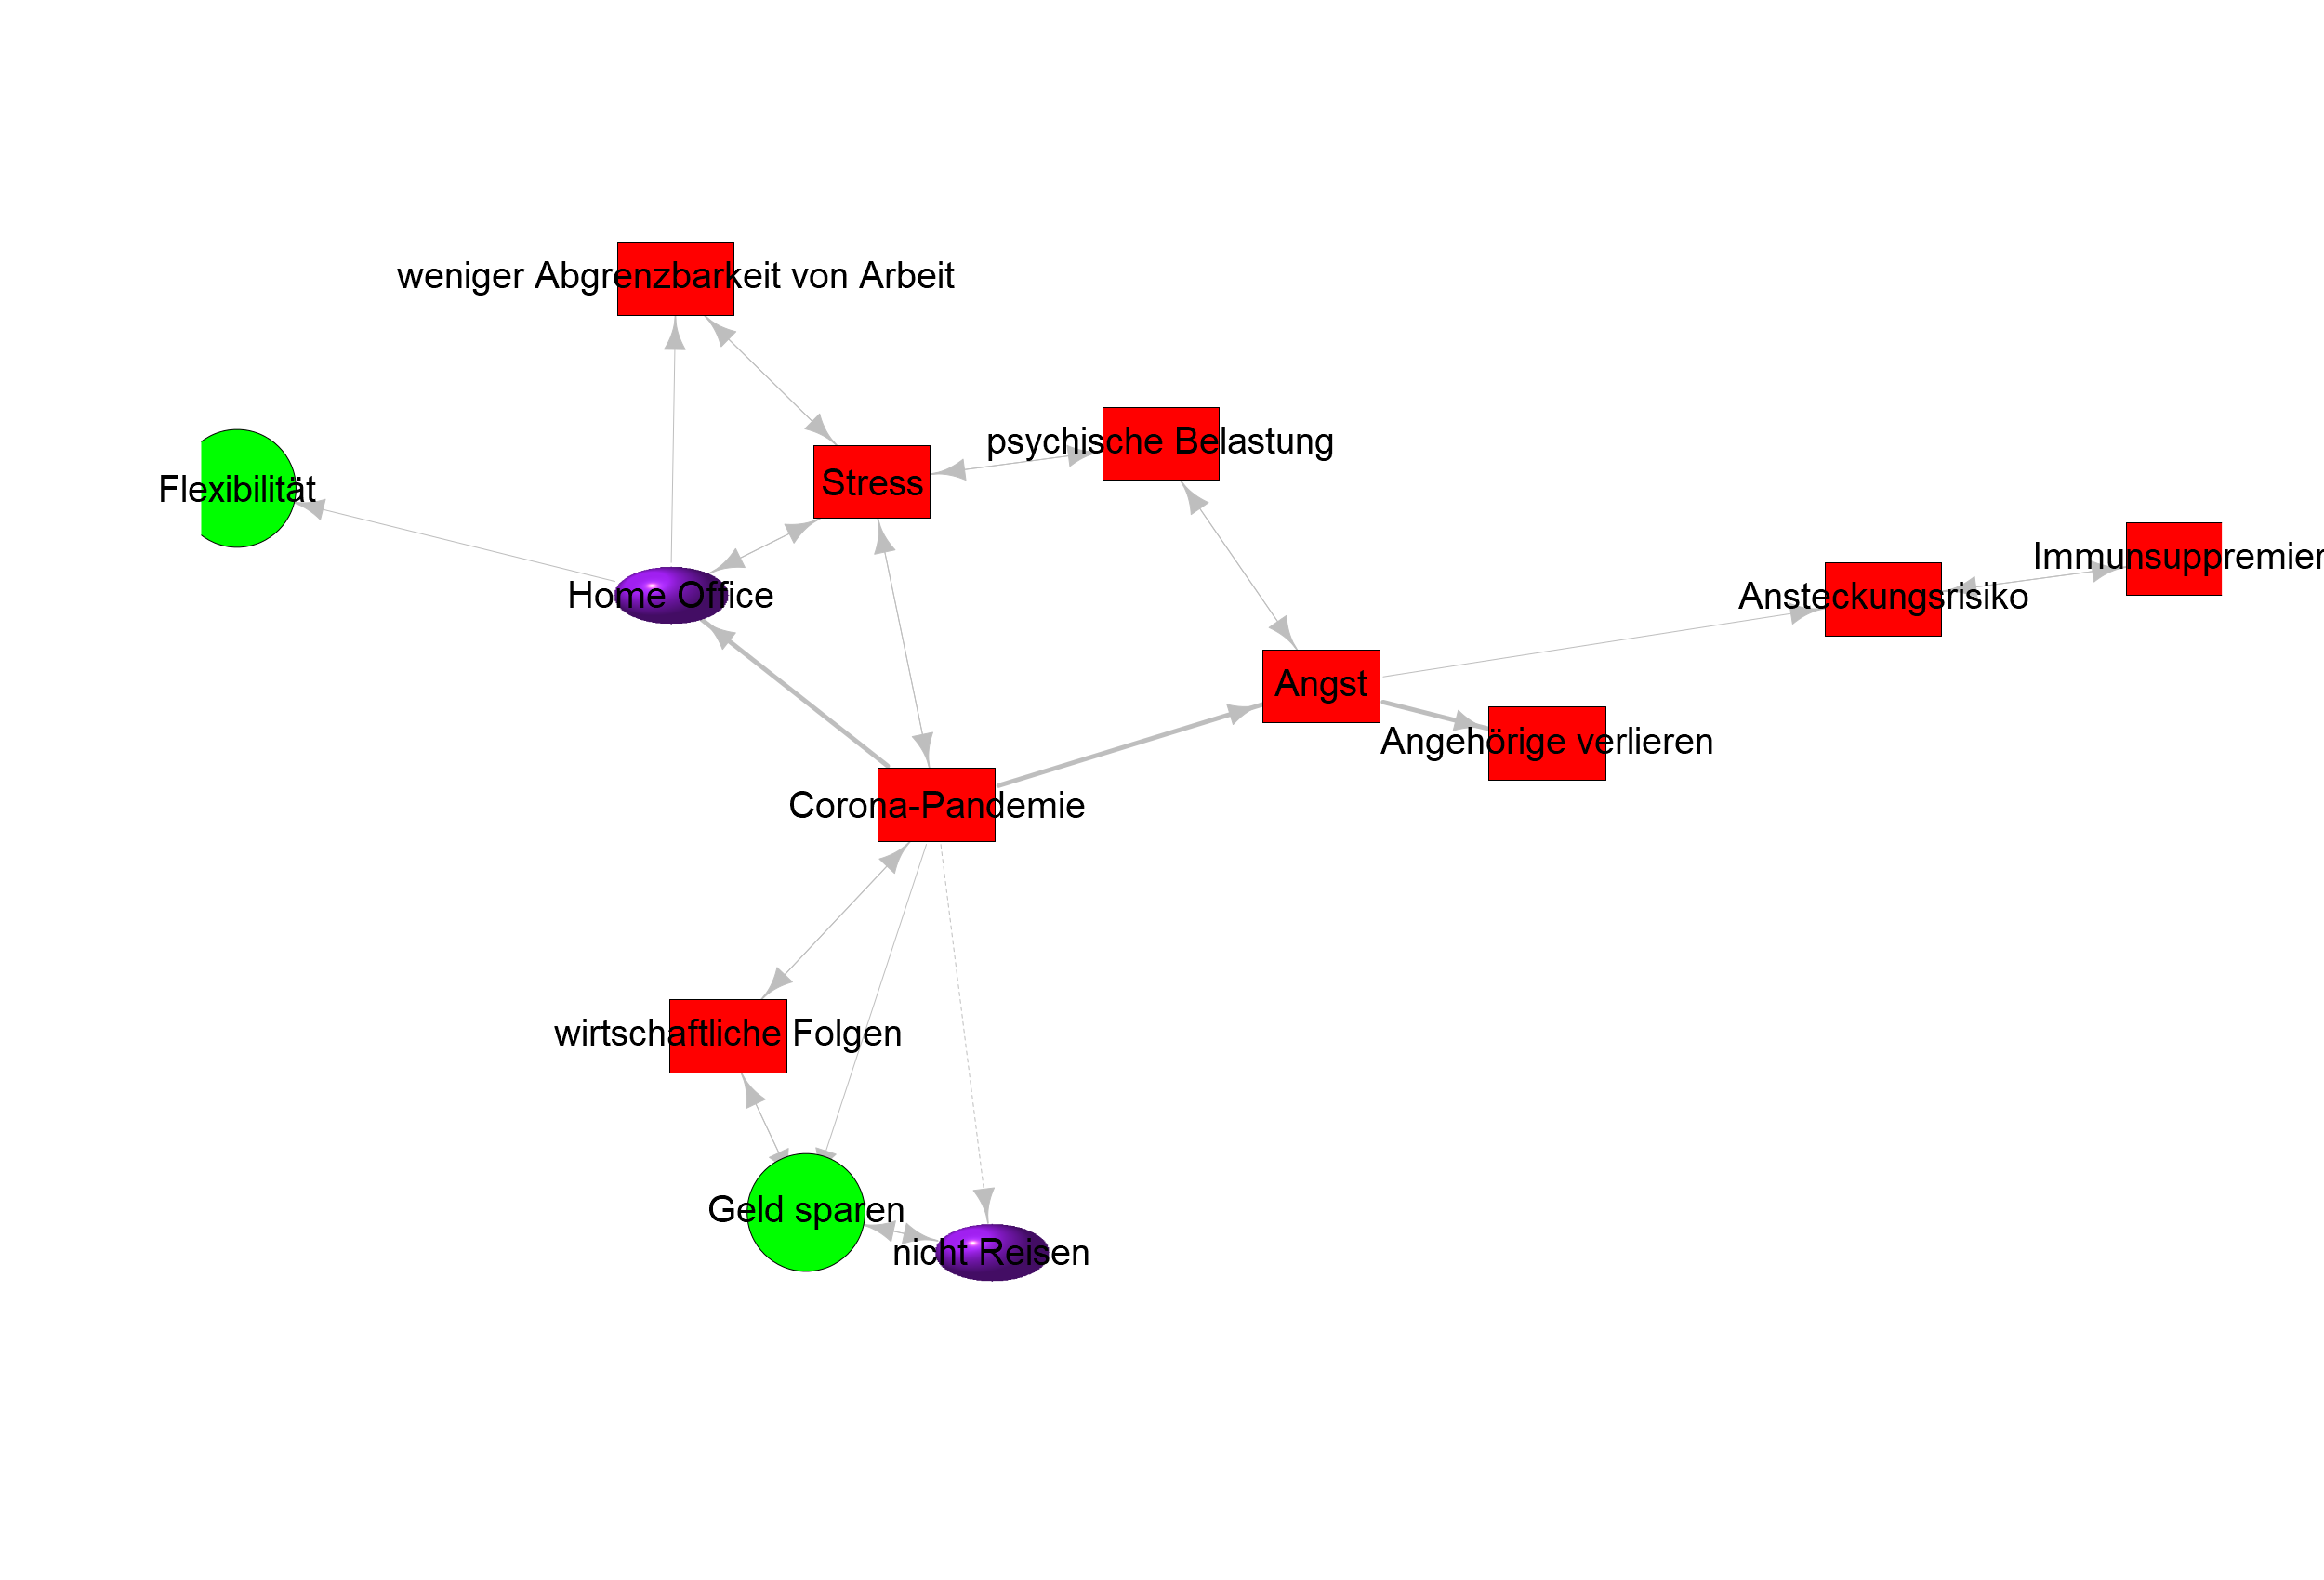 weniger Abgrenzbarkeit von Arbeit
psychische Belastung
Stress
Flexibilität
Immunsuppremier
Home Office
Ansteckungsrisiko
Angst
Angehörige verlieren
Corona-Pandemie
wirtschaftliche Folgen
Geld sparen
nicht Reisen